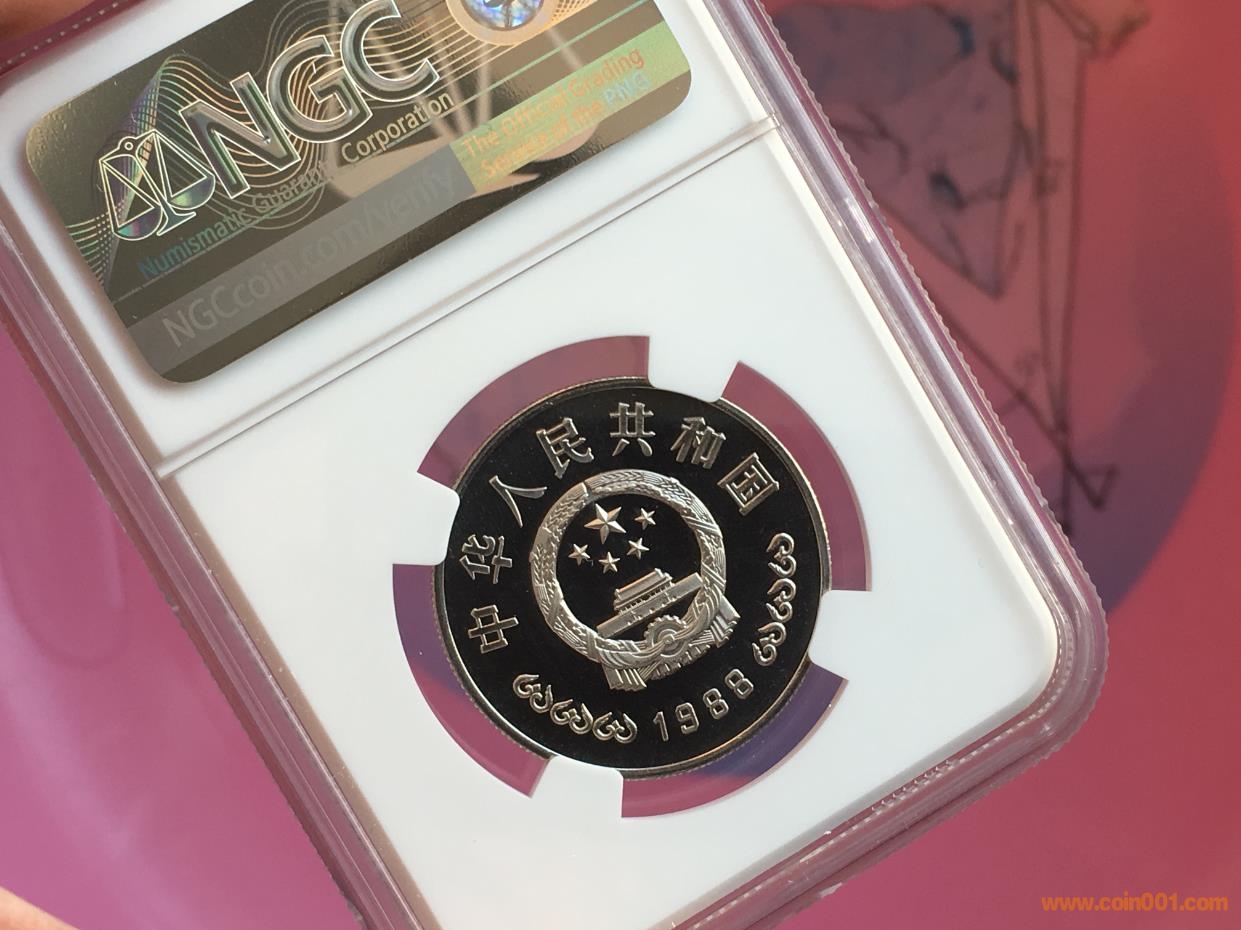 NGC
Numismatic Guaranty Corporation
The Official Grading
Service of the PNG
NGCcoin.com/verify
中华人民共和国
1988
www.coin001.com